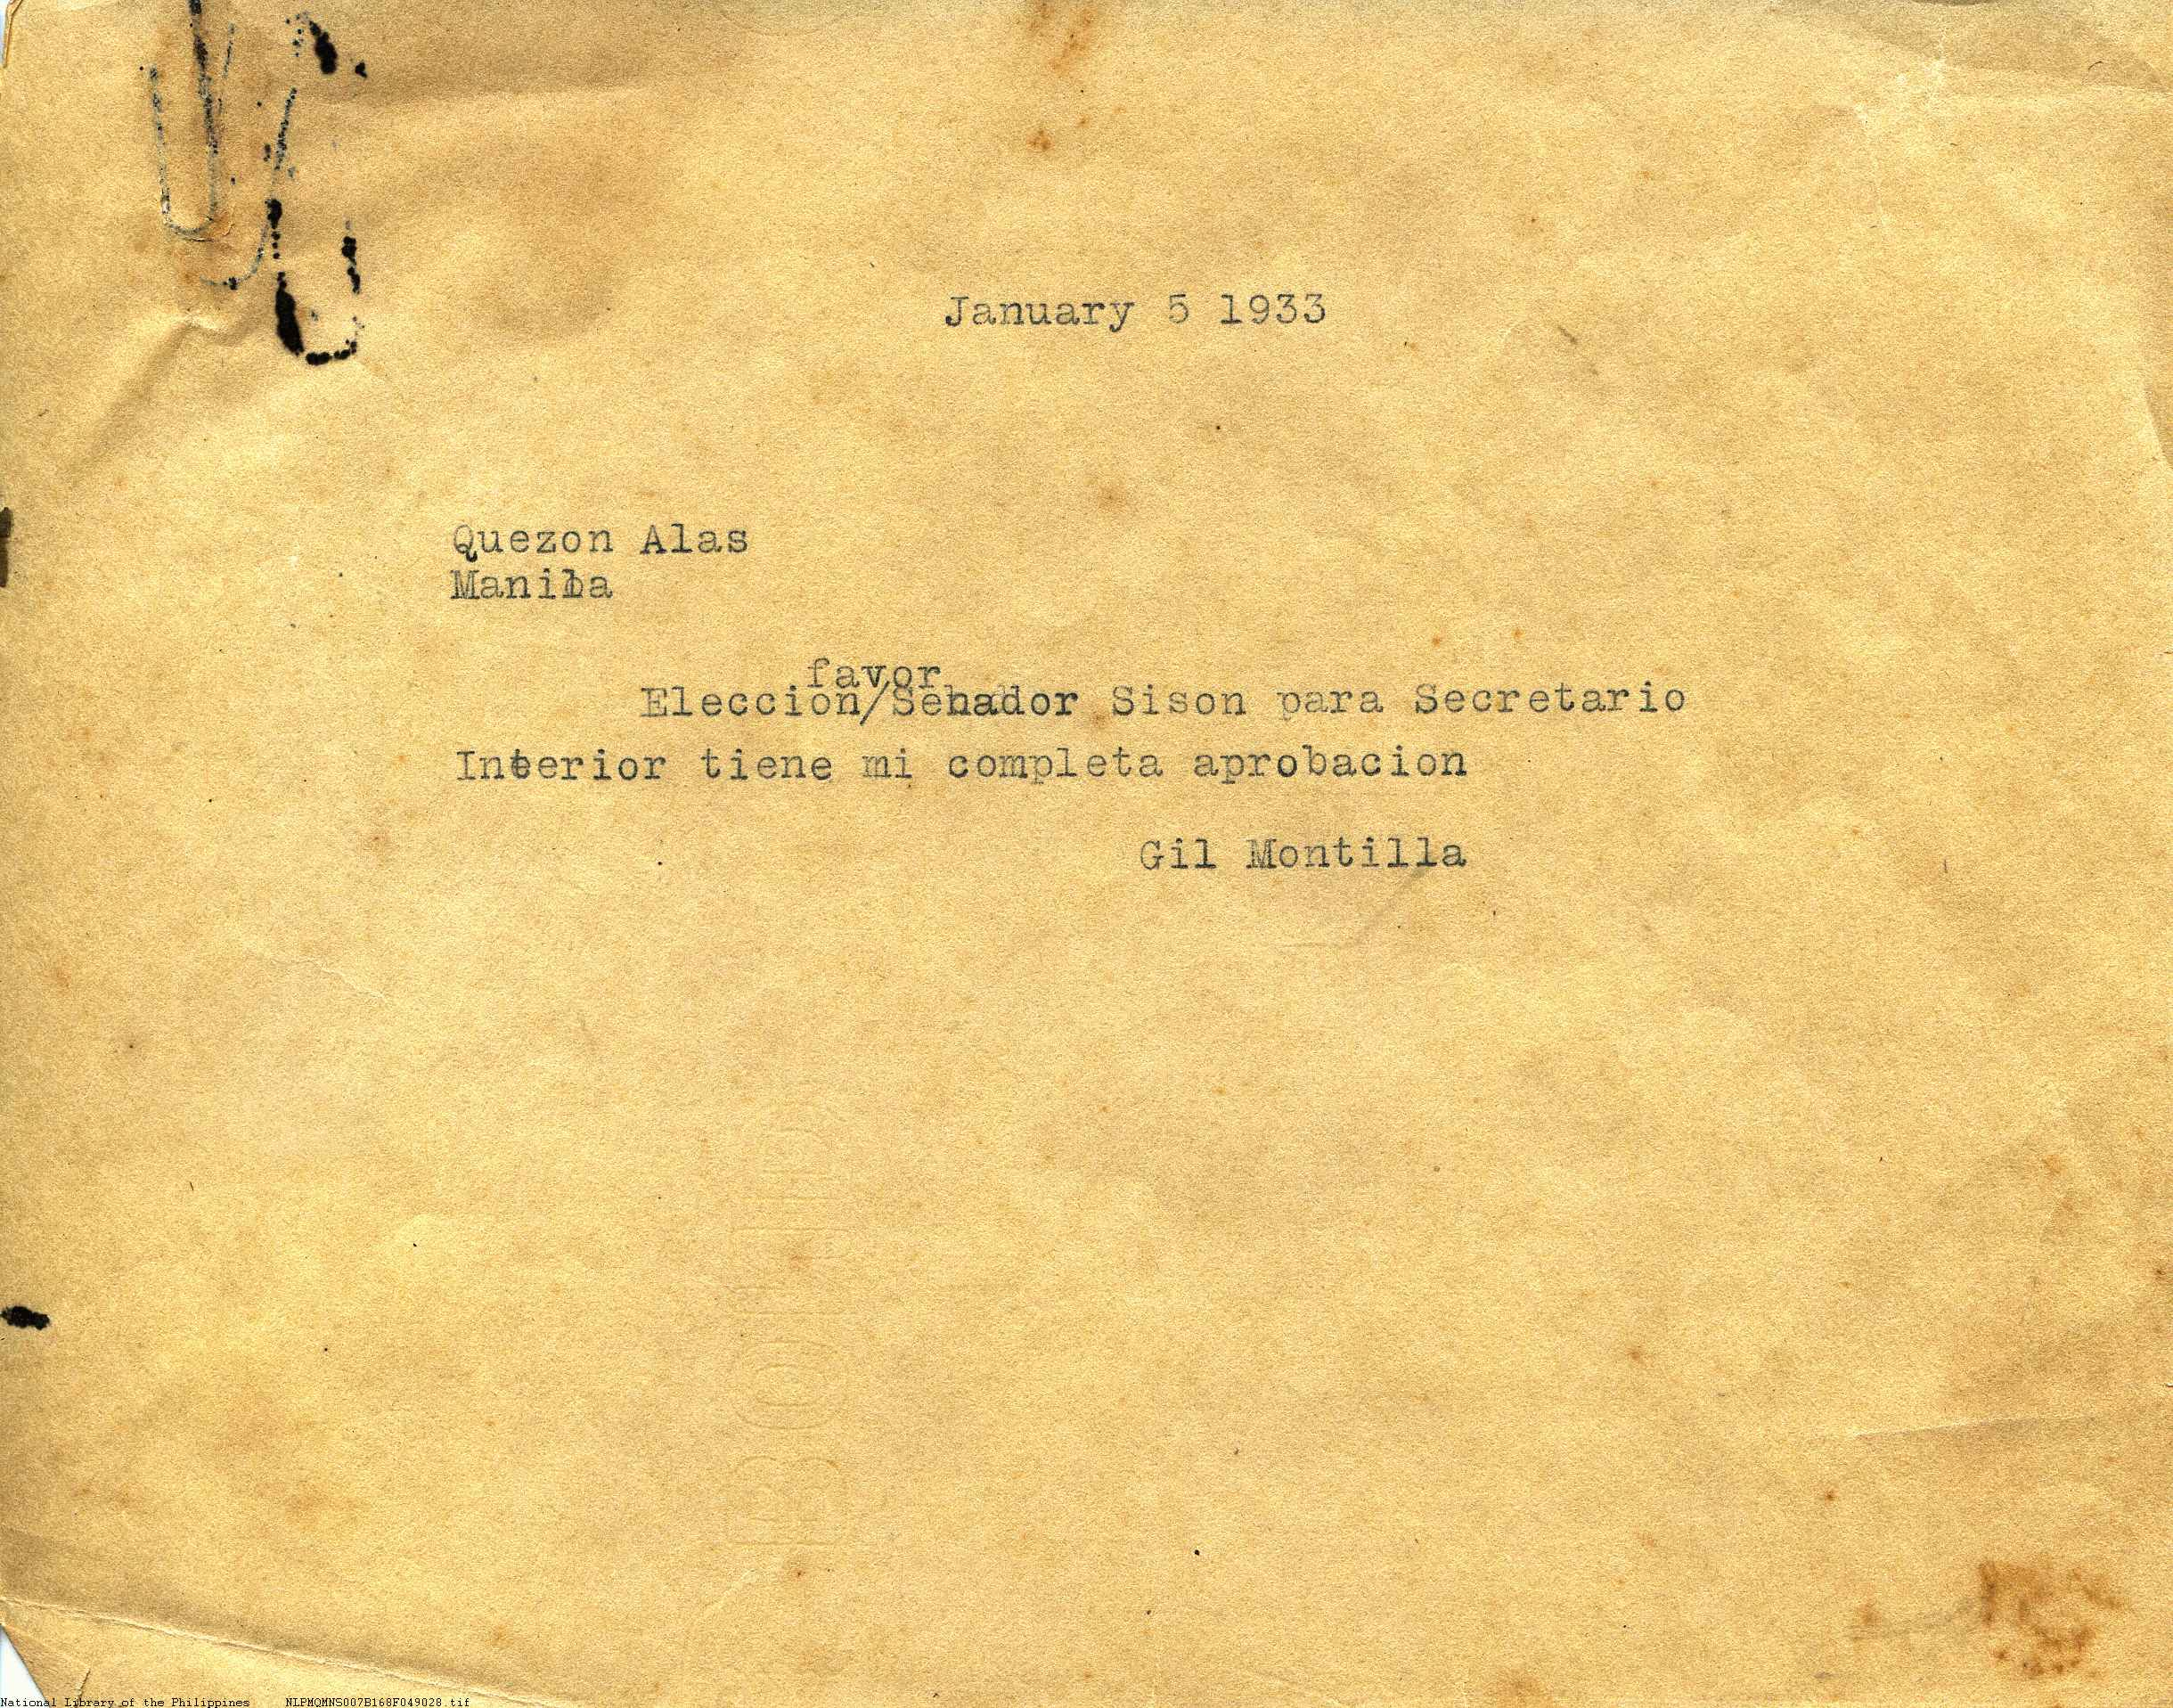 January 5 1933
Quezon Alas
Manila
favor
Eleccion/Senador Sison para Secretario
Interior tiene mi completa aprobacion
Gil Montilla
BOLINAO
National Library of the Philippines NLPMQMNS007B168F049028.tif